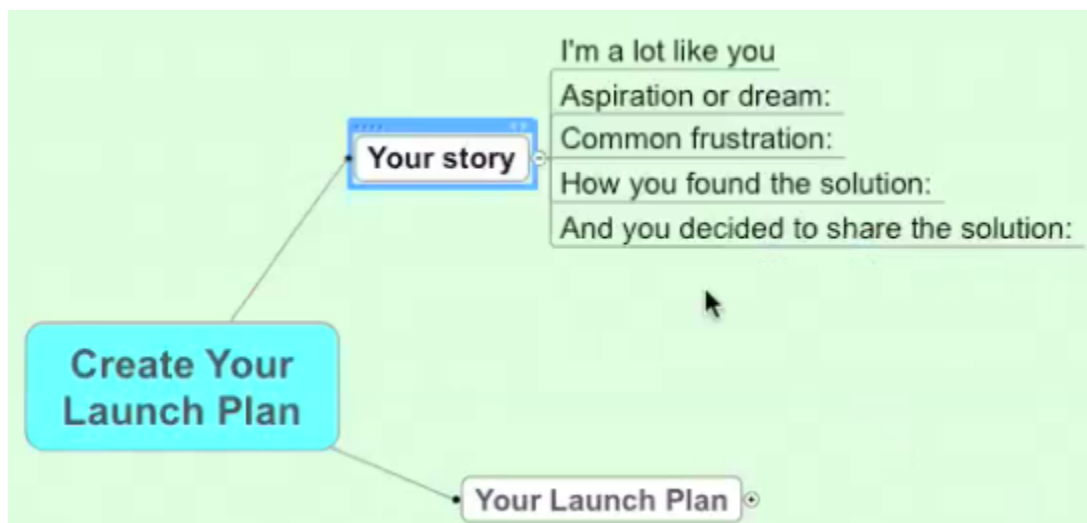 I'm a lot like you
Aspiration or dream:
Common frustration:
Your story
How you found the solution:
And you decided to share the solution:
Create Your
Launch Plan
Your Launch Plan